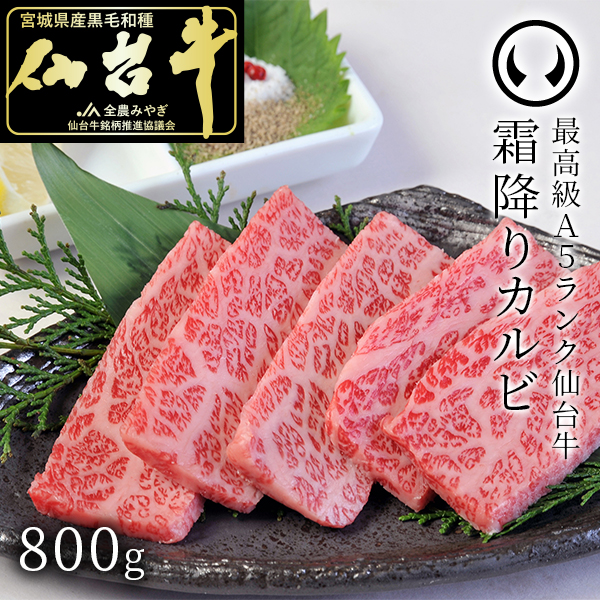 宮城県産黒毛和種
仙台牛
JA全農みやぎ
仙台牛銘柄推進協議会
最高級A5ランク仙台牛
霜降りカルビ
800g